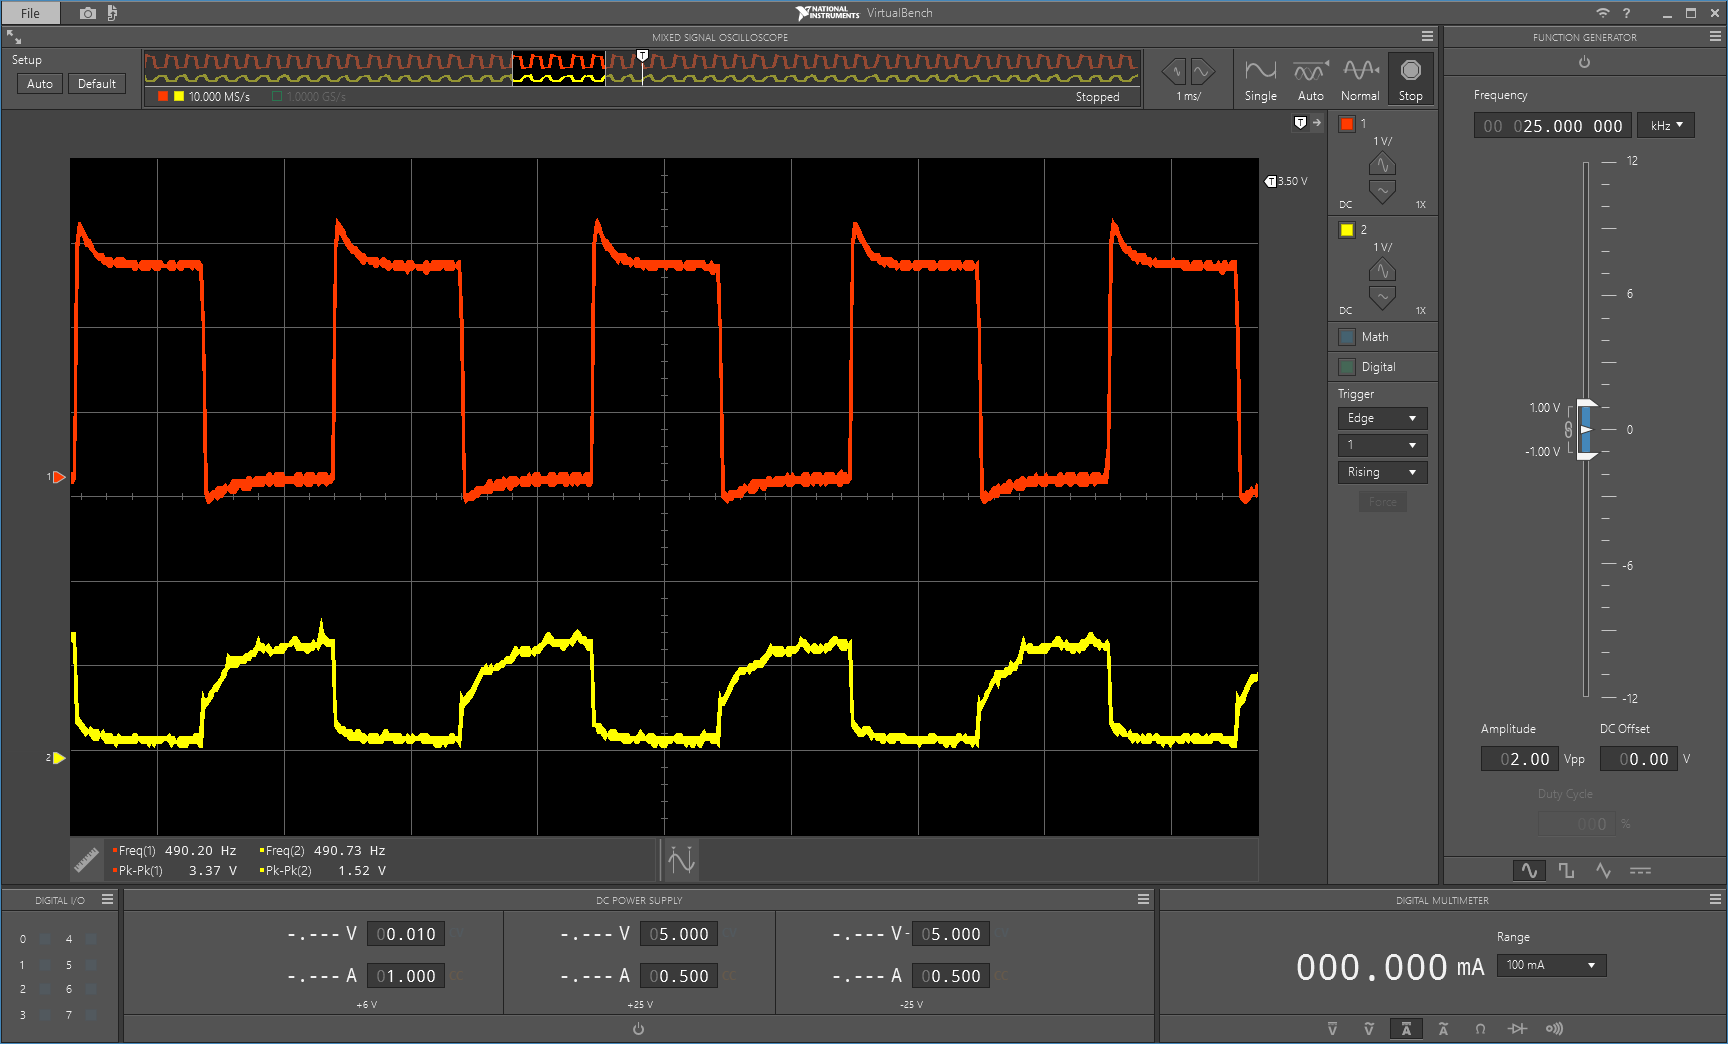 File
NATIONAL INSTRUMENTS VirtualBench
?
MIXED SIGNAL OSCILLOSCOPE
FUNCTION GENERATOR
Setup
Auto Default
T
10.000 MS/s 1.0000 GS/s Stopped
1 ms/
Single Auto Normal Stop
T
T 3.50 V
1
1 V/
DC 1X
2
1 V/
DC 1X
Math
Digital
Trigger
Edge
1
Rising
Force
1
2
Freq(1) 490.20 Hz Freq(2) 490.73 Hz
Pk-Pk(1) 3.37 V Pk-Pk(2) 1.52 V
Frequency
00 025.000 000 kHz
12
6
1.00 V
0
-1.00 V
-6
-12
Amplitude DC Offset
02.00 Vpp 00.00 V
Duty Cycle
000 %
DIGITAL I/O
0 4
1 5
2 6
3 7
DC POWER SUPPLY
-.--- V 00.010 CV
-.--- A 01.000 CC
+6 V
-.--- V 05.000 CV
-.--- A 00.500 CC
+25 V
-.--- V -05.000 CV
-.--- A 00.500 CC
-25 V
DIGITAL MULTIMETER
000.000 mA
Range
100 mA
V V A A Ω